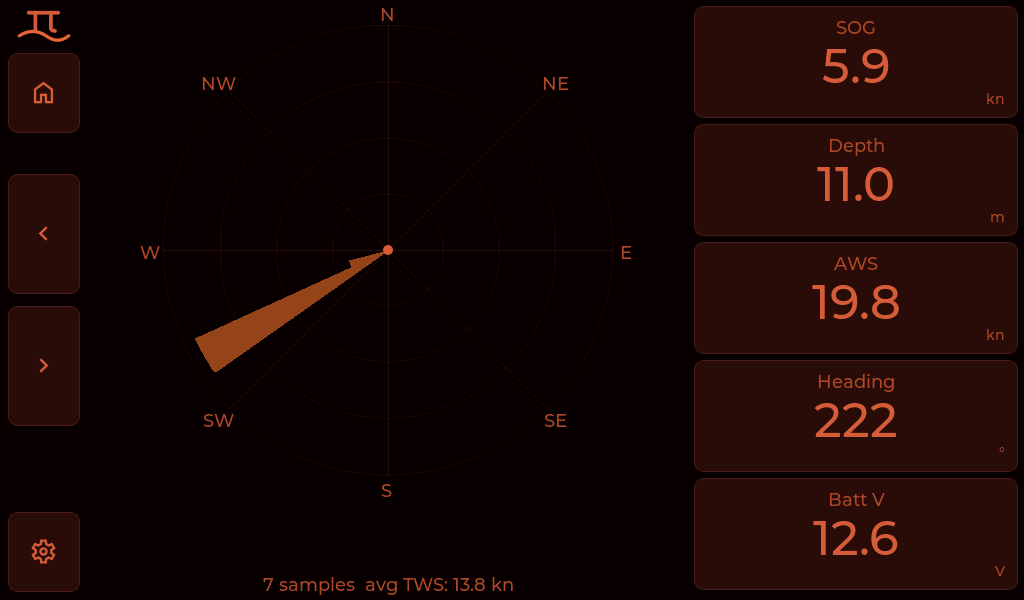 N
NW
NE
W
E
SW
SE
S
7 samples  avg TWS: 13.8 kn
SOG
5.9
kn
Depth
11.0
m
AWS
19.8
kn
Heading
222
°
Batt V
12.6
V